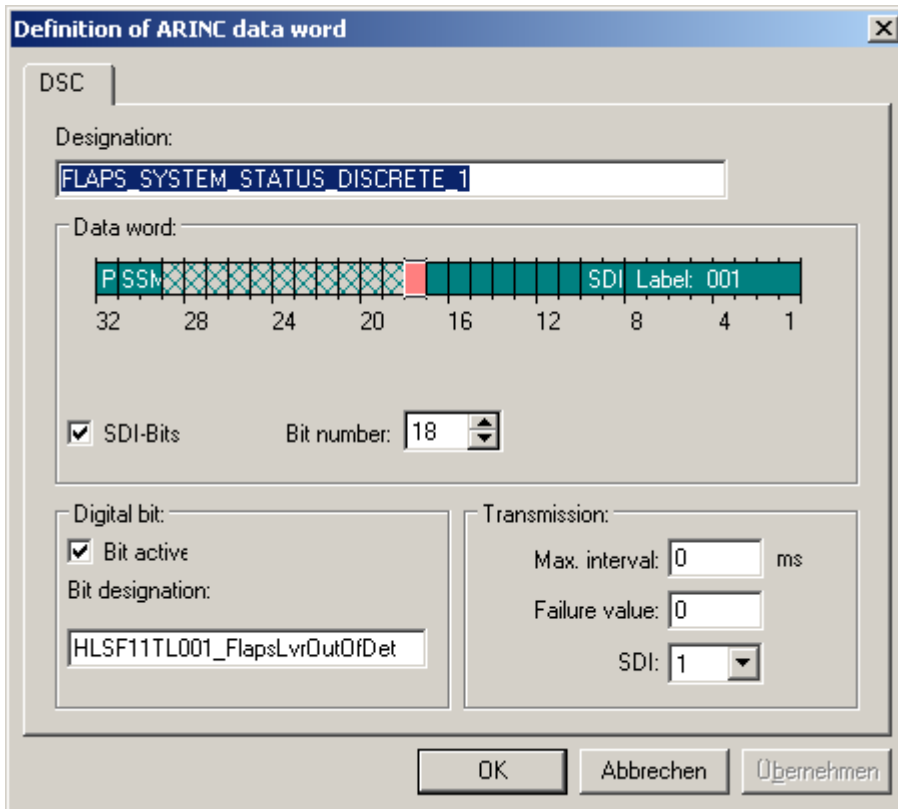 Definition of ARINC data word
DSC
Designation:
FLAPS_SYSTEM_STATUS_DISCRETE_1
Data word:
P SSM SDI Label: 001
32 28 24 20 16 12 8 4 1
SDI-Bits Bit number: 18
Digital bit:
Bit active
Bit designation:
HLSF11TL001_FlapsLvrOutOfDet
Transmission:
Max. interval: 0 ms
Failure value: 0
SDI: 1
OK Abbrechen Übernehmen